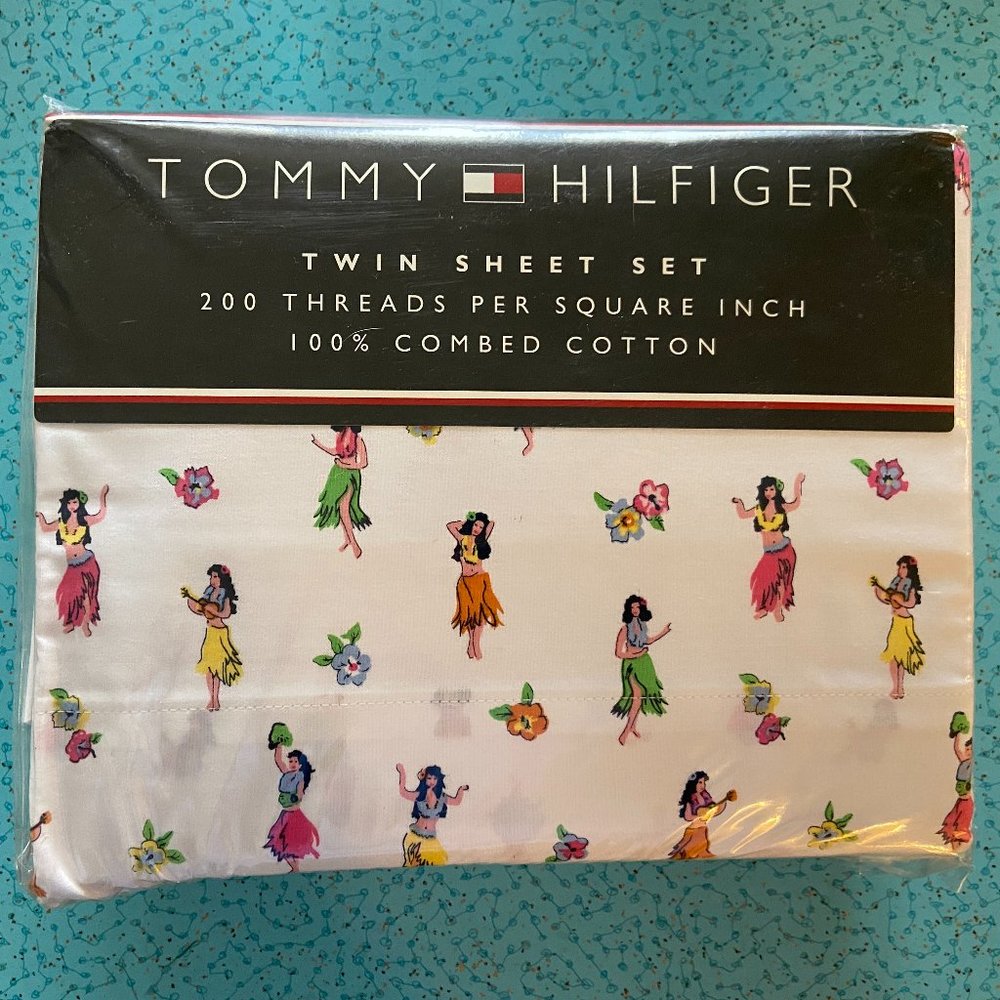 TOMMY HILFIGER
TWIN SHEET SET
200 THREADS PER SQUARE INCH
100% COMBED COTTON